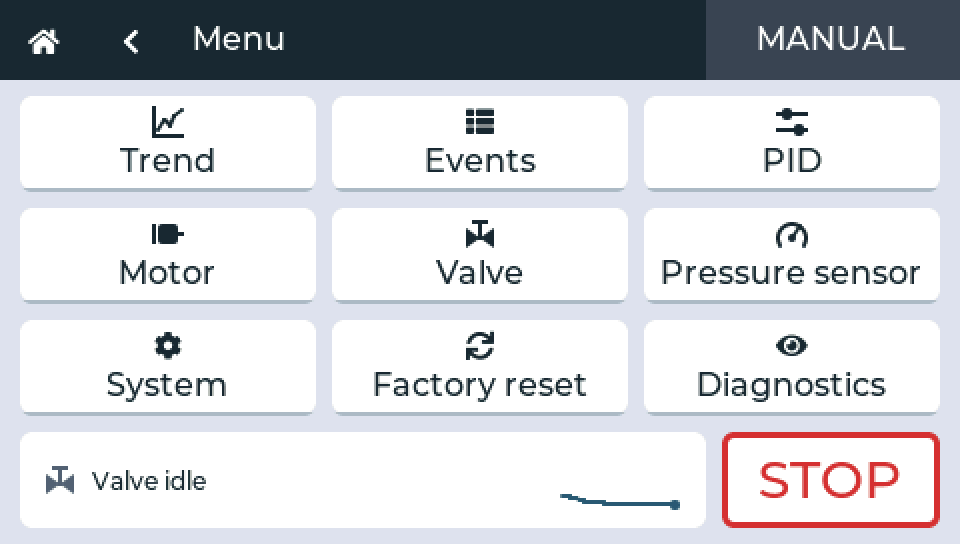 Menu
MANUAL
Trend
Events
PID
Motor
Valve
Pressure sensor
System
Factory reset
Diagnostics
Valve idle
STOP